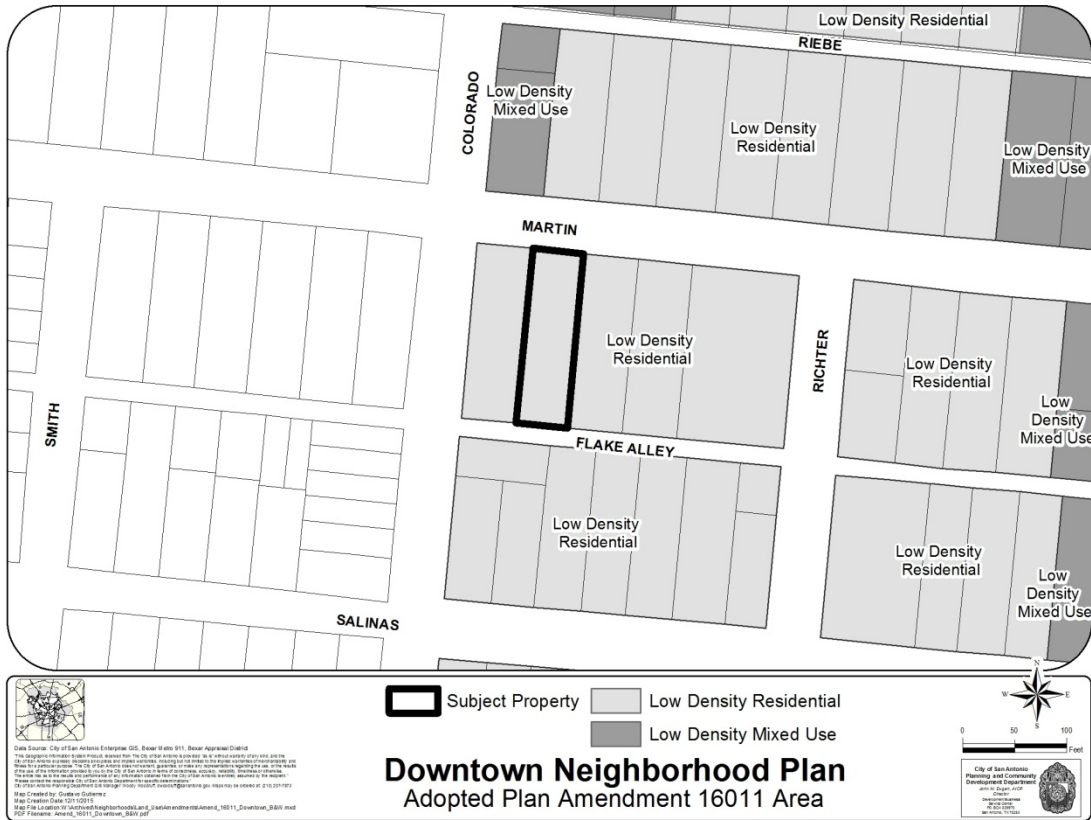 Low Density Residential
RIEBE
COLORADO
Low Density
Mixed Use
Low Density
Residential
Low Density
Mixed Use
MARTIN
Low Density
Residential
RICHTER
Low Density
Residential
Low
Density
Mixed Use
SMITH
FLAKE ALLEY
Low Density
Residential
Low Density
Residential
Low
Density
Mixed Use
SALINAS
Subject Property
Low Density Residential
Low Density Mixed Use
N
W
E
S
0 50 100
Feet
Data Source: City of San Antonio Enterprise GIS, Bexar Metro 911, Bexar Appraisal District
Map Created by: Gustavo Gutierrez
Map Creation Date: 12/11/2015
PDF Filename: Amend_16011_Downtown_B&W.pdf
Downtown Neighborhood Plan
Adopted Plan Amendment 16011 Area
City of San Antonio
Planning and Community
Development Department
Director